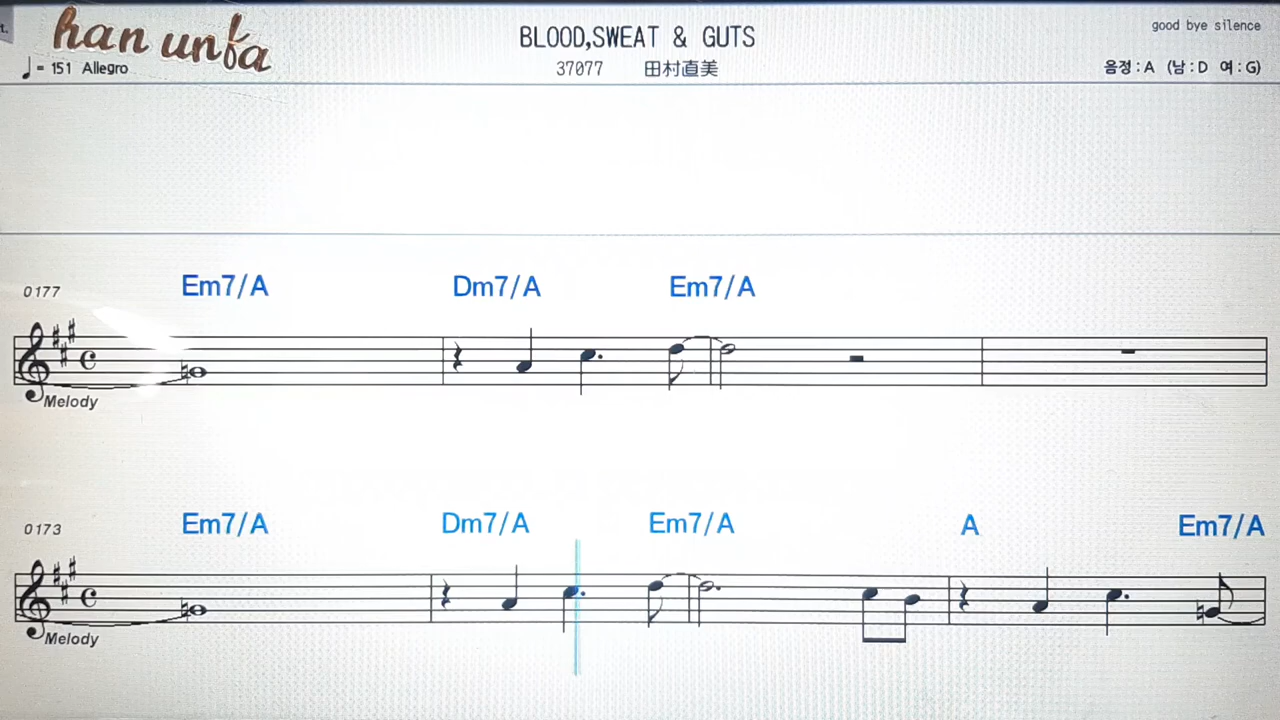 t. han unfa
♩= 151 Allegro
BLOOD,SWEAT & GUTS
37077 田村直美
good bye silence
음정 : A (남 : D 여 : G)
0177
Em7/A Dm7/A Em7/A
Melody
0173
Em7/A Dm7/A Em7/A A Em7/A
Melody